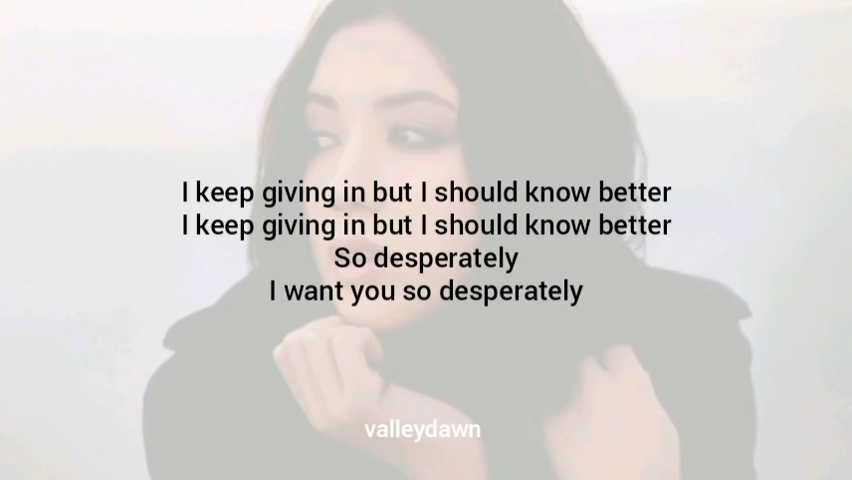 I keep giving in but I should know better
I keep giving in but I should know better
So desperately
I want you so desperately
valleydawn